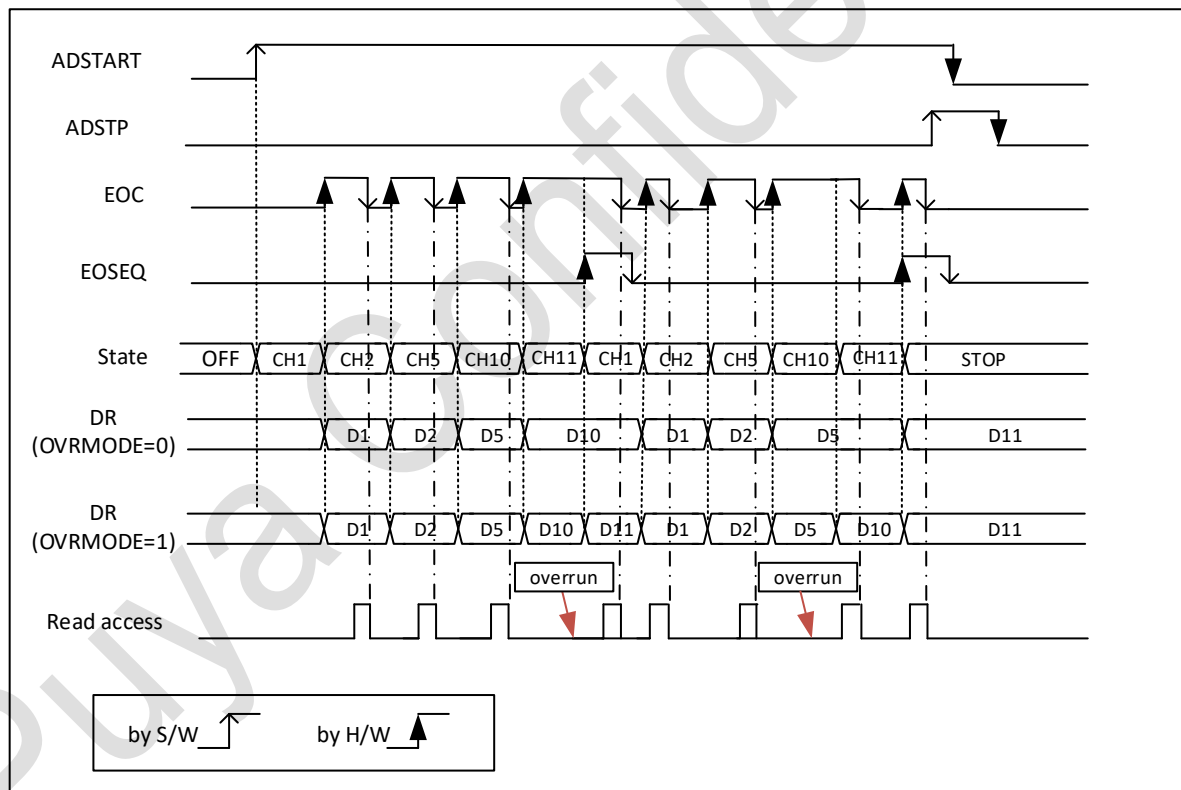 Puya Confide
ADSTART
ADSTP
EOC
EOSEQ
State OFF CH1 CH2 CH5 CH10 CH11 CH1 CH2 CH5 CH10 CH11 STOP
DR
(OVRMODE=0) D1 D2 D5 D10 D1 D2 D5 D11
DR
(OVRMODE=1) D1 D2 D5 D10 D11 D1 D2 D5 D10 D11
overrun overrun
Read access
by S/W by H/W